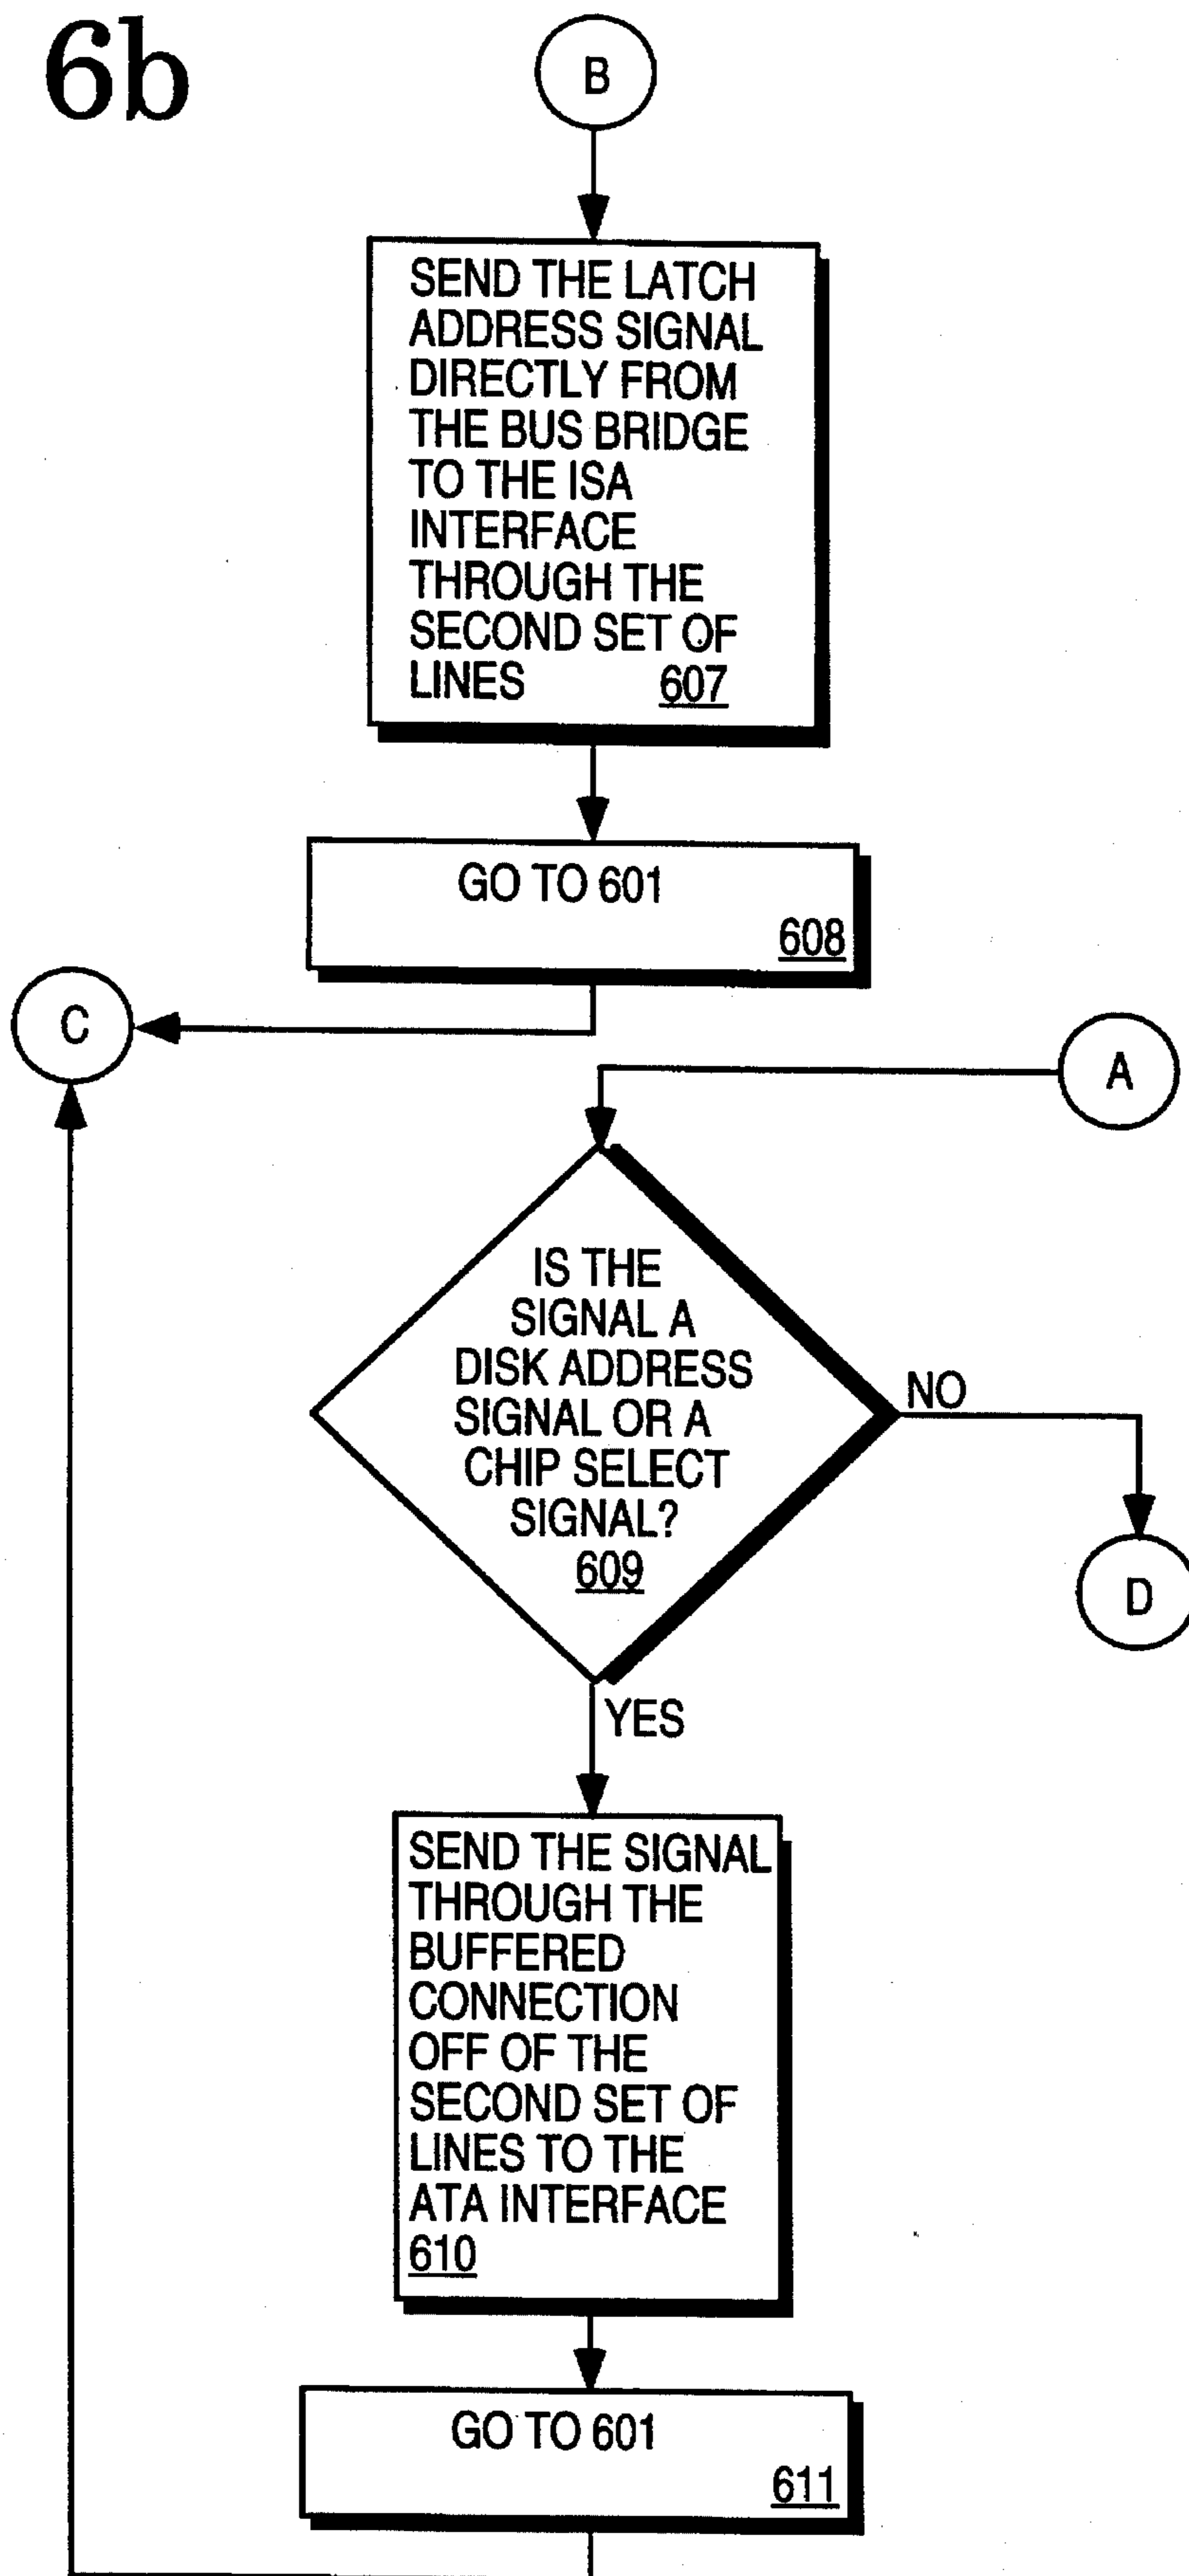 6b
B
SEND THE LATCH
ADDRESS SIGNAL
DIRECTLY FROM
THE BUS BRIDGE
TO THE ISA
INTERFACE
THROUGH THE
SECOND SET OF
LINES 607
GO TO 601
608
C
A
IS THE
SIGNAL A
DISK ADDRESS
SIGNAL OR A
CHIP SELECT
SIGNAL?
609
NO
D
YES
SEND THE SIGNAL
THROUGH THE
BUFFERED
CONNECTION
OFF OF THE
SECOND SET OF
LINES TO THE
ATA INTERFACE
610
GO TO 601
611